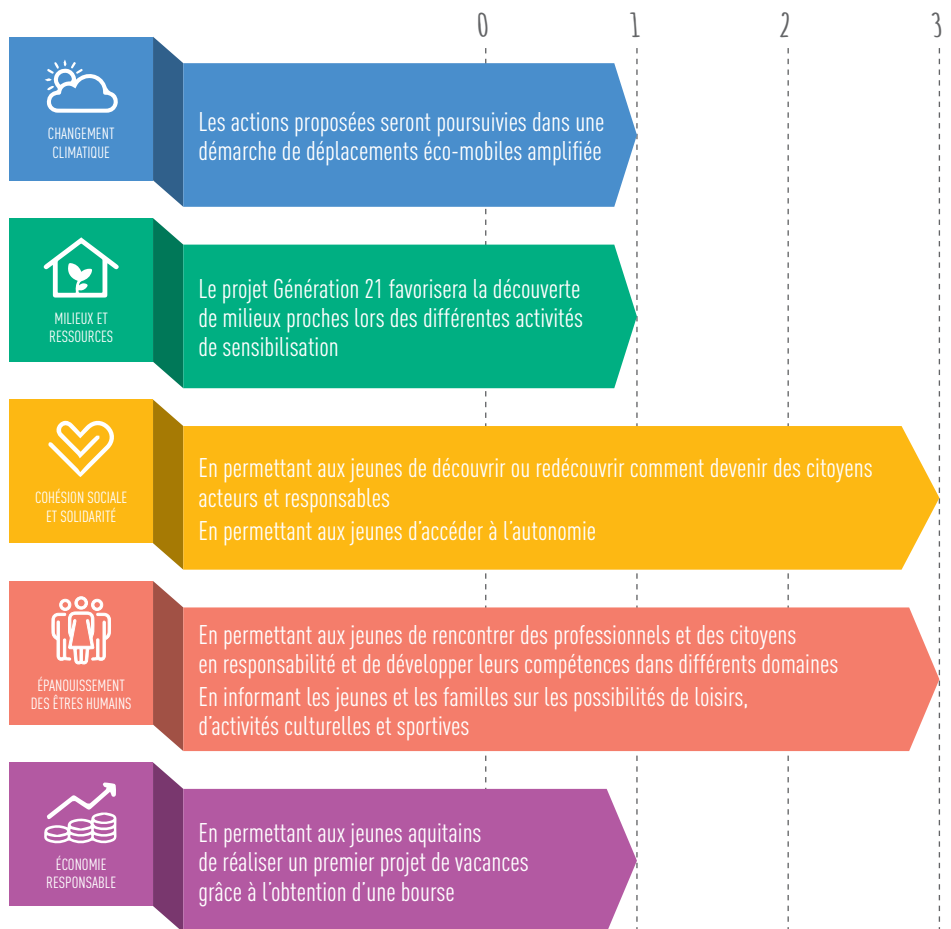 0 1 2 3
CHANGEMENT
CLIMATIQUE
Les actions proposées seront poursuivies dans une
démarche de déplacements éco-mobiles amplifiée
MILIEUX ET
RESSOURCES
Le projet Génération 21 favorisera la découverte
de milieux proches lors des différentes activités
de sensibilisation
COHÉSION SOCIALE
ET SOLIDARITÉ
En permettant aux jeunes de découvrir ou redécouvrir comment devenir des citoyens
acteurs et responsables
En permettant aux jeunes d'accéder à l'autonomie
ÉPANOUISSEMENT
DES ÊTRES HUMAINS
En permettant aux jeunes de rencontrer des professionnels et des citoyens
en responsabilité et de développer leurs compétences dans différents domaines
En informant les jeunes et les familles sur les possibilités de loisirs,
d'activités culturelles et sportives
ÉCONOMIE
RESPONSABLE
En permettant aux jeunes aquitains
de réaliser un premier projet de vacances
grâce à l'obtention d'une bourse